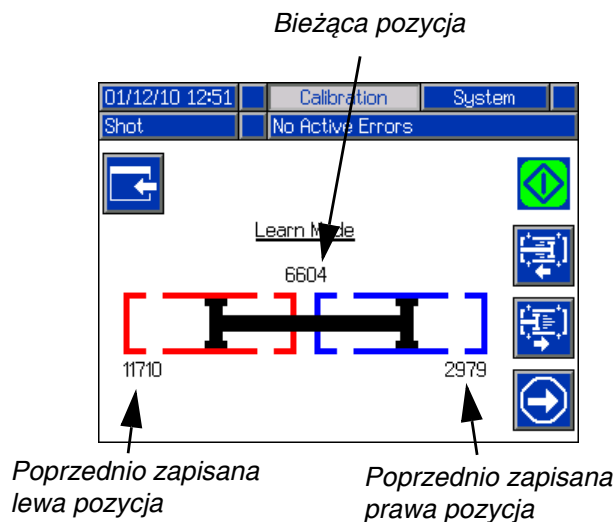 Bieżąca pozycja
01/12/10 12:51 Calibration System
Shot No Active Errors
Learn Mode
6604
11710 2979
Poprzednio zapisana
lewa pozycja
Poprzednio zapisana
prawa pozycja